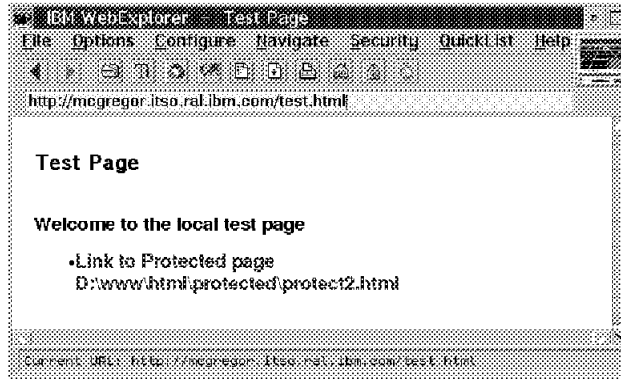 IBM WebExplorer - Test Page
File Options Configure Navigate Security QuickList Help
http://mcgregor.itso.ral.ibm.com/test.html
Test Page
Welcome to the local test page
•Link to Protected page
D:\www\html\protected\protect2.html
Current URL: http://mcgregor.itso.ral.ibm.com/test.html